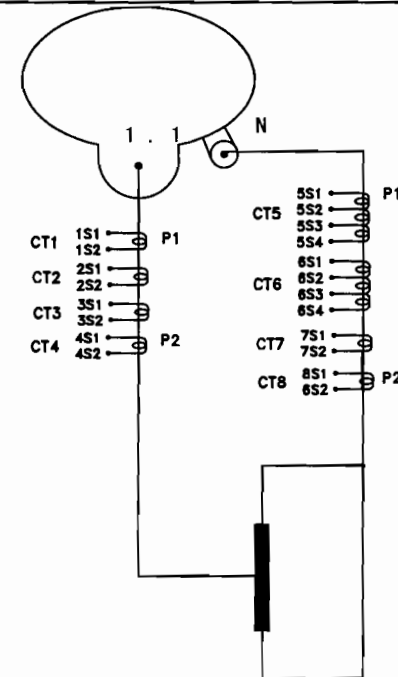 1 . 1
N
CT1 1S1 1S2 P1
CT2 2S1 2S2
CT3 3S1 3S2
CT4 4S1 4S2 P2
CT5 5S1 5S2 5S3 5S4 P1
CT6 6S1 6S2 6S3 6S4
CT7 7S1 7S2
CT8 8S1 6S2 P2